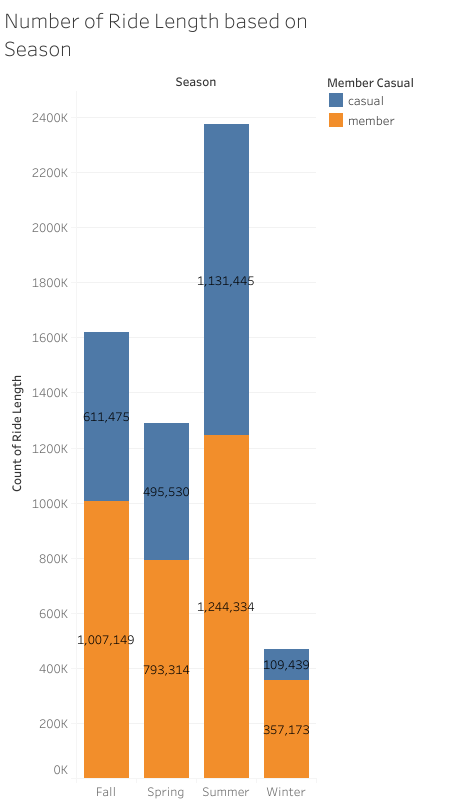 Number of Ride Length based on
Season
Season
Member Casual
casual
member
Count of Ride Length
2400K
2200K
2000K
1800K
1600K
1400K
1200K
1000K
800K
600K
400K
200K
0K
611,475
1,007,149
495,530
793,314
1,131,445
1,244,334
109,439
357,173
Fall
Spring
Summer
Winter